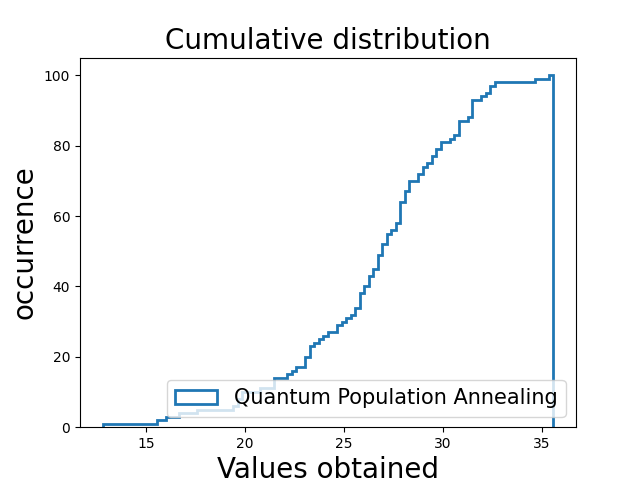 Cumulative distribution
100
80
60
40
20
0
occurrence
Quantum Population Annealing
15 20 25 30 35
Values obtained